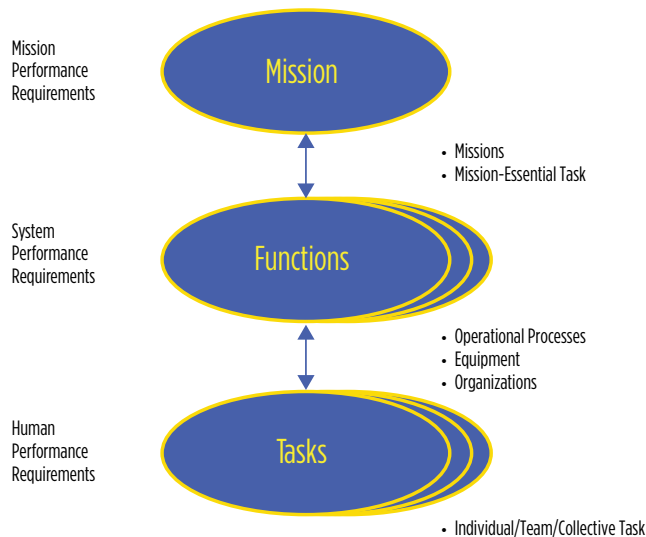 Mission
Performance
Requirements
Mission
• Missions
• Mission-Essential Task
System
Performance
Requirements
Functions
• Operational Processes
• Equipment
• Organizations
Human
Performance
Requirements
Tasks
• Individual/Team/Collective Task